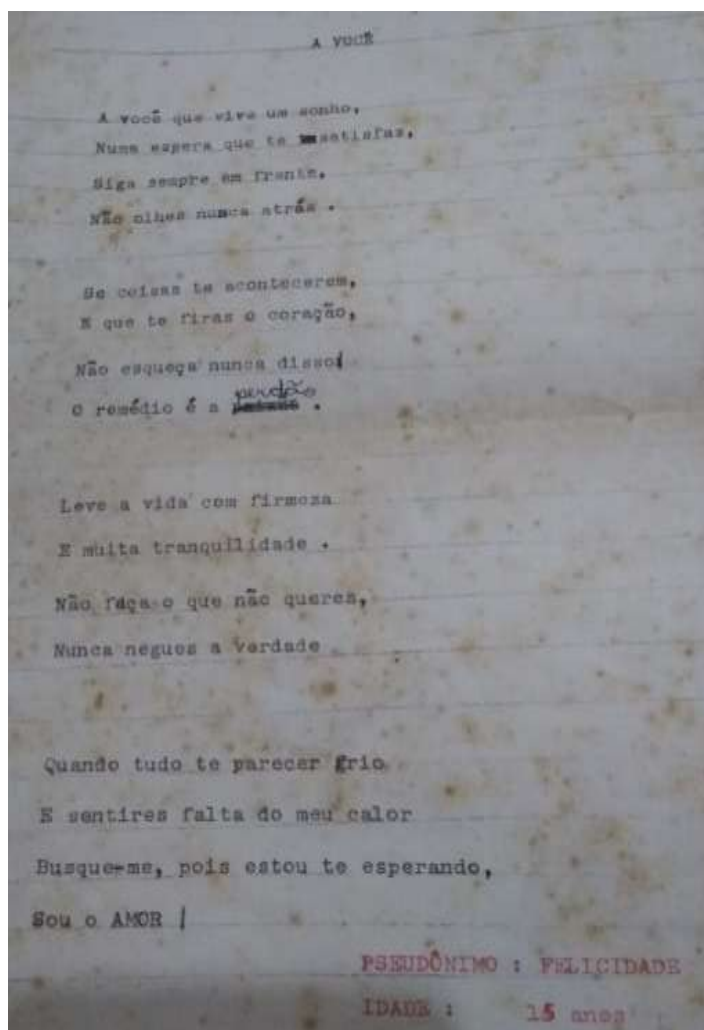 A VOCÊ
A você que vive um sonho,
Numa espera que te satisfas,
Siga sempre em frente,
Não olhes nunca atrás .
Se coisas te acontecerem,
E que te firas o coração,
Não esqueça nunca disso!
perdão
O remédio é a .
Leve a vida com firmeza
E muita tranquilidade .
Não faça o que não queres,
Nunca negues a verdade
Quando tudo te parecer frio
E sentires falta do meu calor
Busque-me, pois estou te esperando,
Sou o AMOR !
PSEUDÔNIMO : FELICIDADE
IDADE : 15 anos